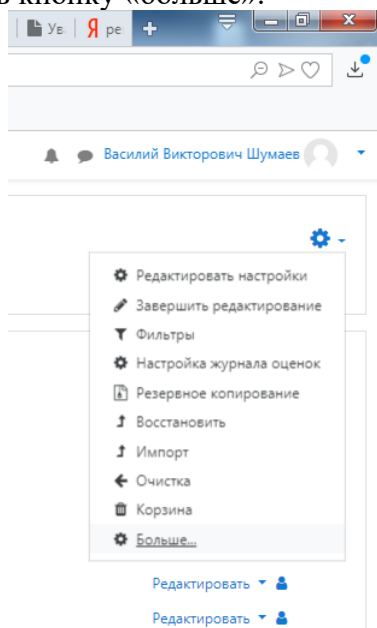 кнопку «больше».
Ув Я ре
Василий Викторович Шумаев
Редактировать настройки
Завершить редактирование
Фильтры
Настройка журнала оценок
Резервное копирование
Восстановить
Импорт
Очистка
Корзина
Больше...
Редактировать
Редактировать